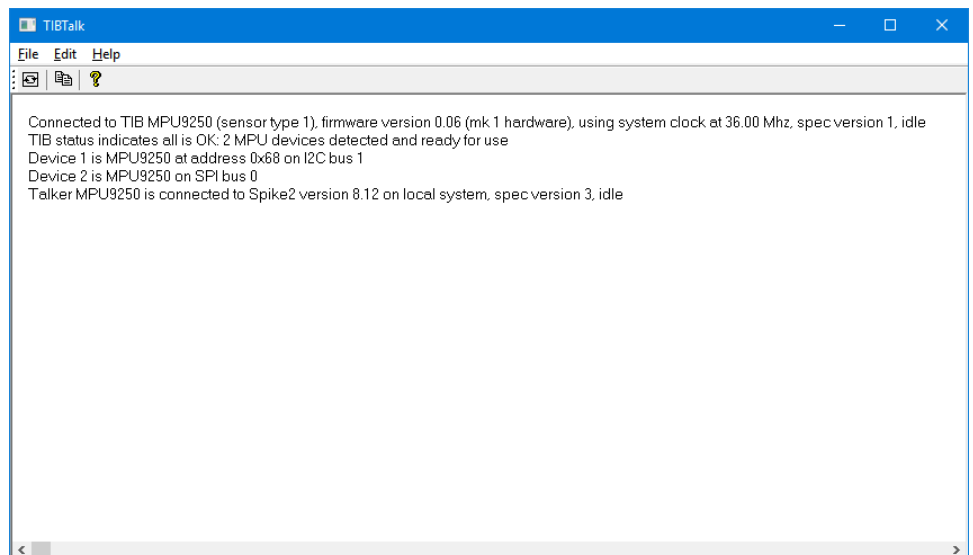 TIBTalk
File Edit Help
Connected to TIB MPU9250 (sensor type 1), firmware version 0.06 (mk 1 hardware), using system clock at 36.00 Mhz, spec version 1, idle
TIB status indicates all is OK: 2 MPU devices detected and ready for use
Device 1 is MPU9250 at address 0x68 on I2C bus 1
Device 2 is MPU9250 on SPI bus 0
Talker MPU9250 is connected to Spike2 version 8.12 on local system, spec version 3, idle